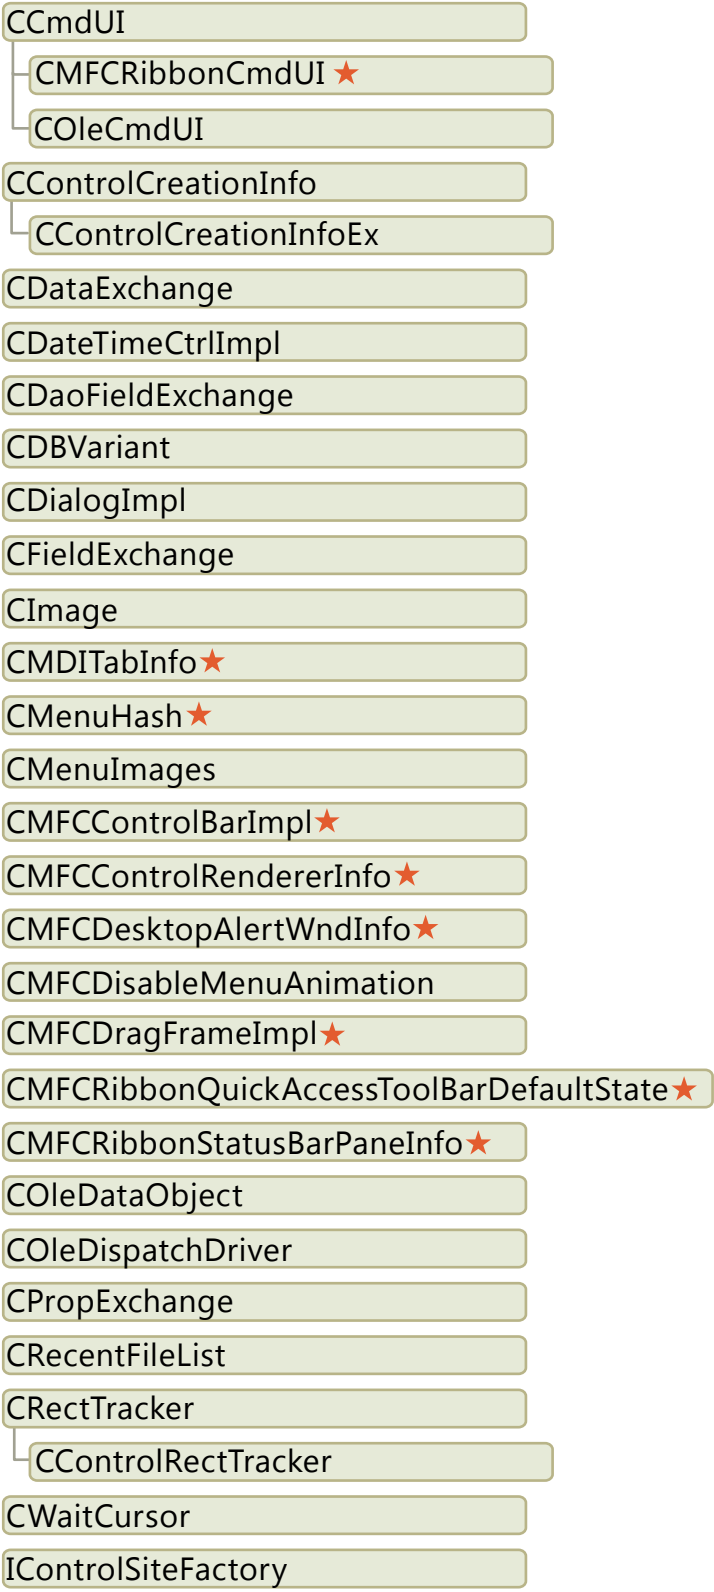 CCmdUI
CMFCRibbonCmdUI
COleCmdUI
CControlCreationInfo
CControlCreationInfoEx
CDataExchange
CDateTimeCtrlImpl
CDaoFieldExchange
CDBVariant
CDialogImpl
CFieldExchange
CImage
CMDITabInfo
CMenuHash
CMenuImages
CMFCControlBarImpl
CMFCControlRendererInfo
CMFCDesktopAlertWndInfo
CMFCDisableMenuAnimation
CMFCDragFrameImpl
CMFCRibbonQuickAccessToolBarDefaultState
CMFCRibbonStatusBarPaneInfo
COleDataObject
COleDispatchDriver
CPropExchange
CRecentFileList
CRectTracker
CControlRectTracker
CWaitCursor
IControlSiteFactory